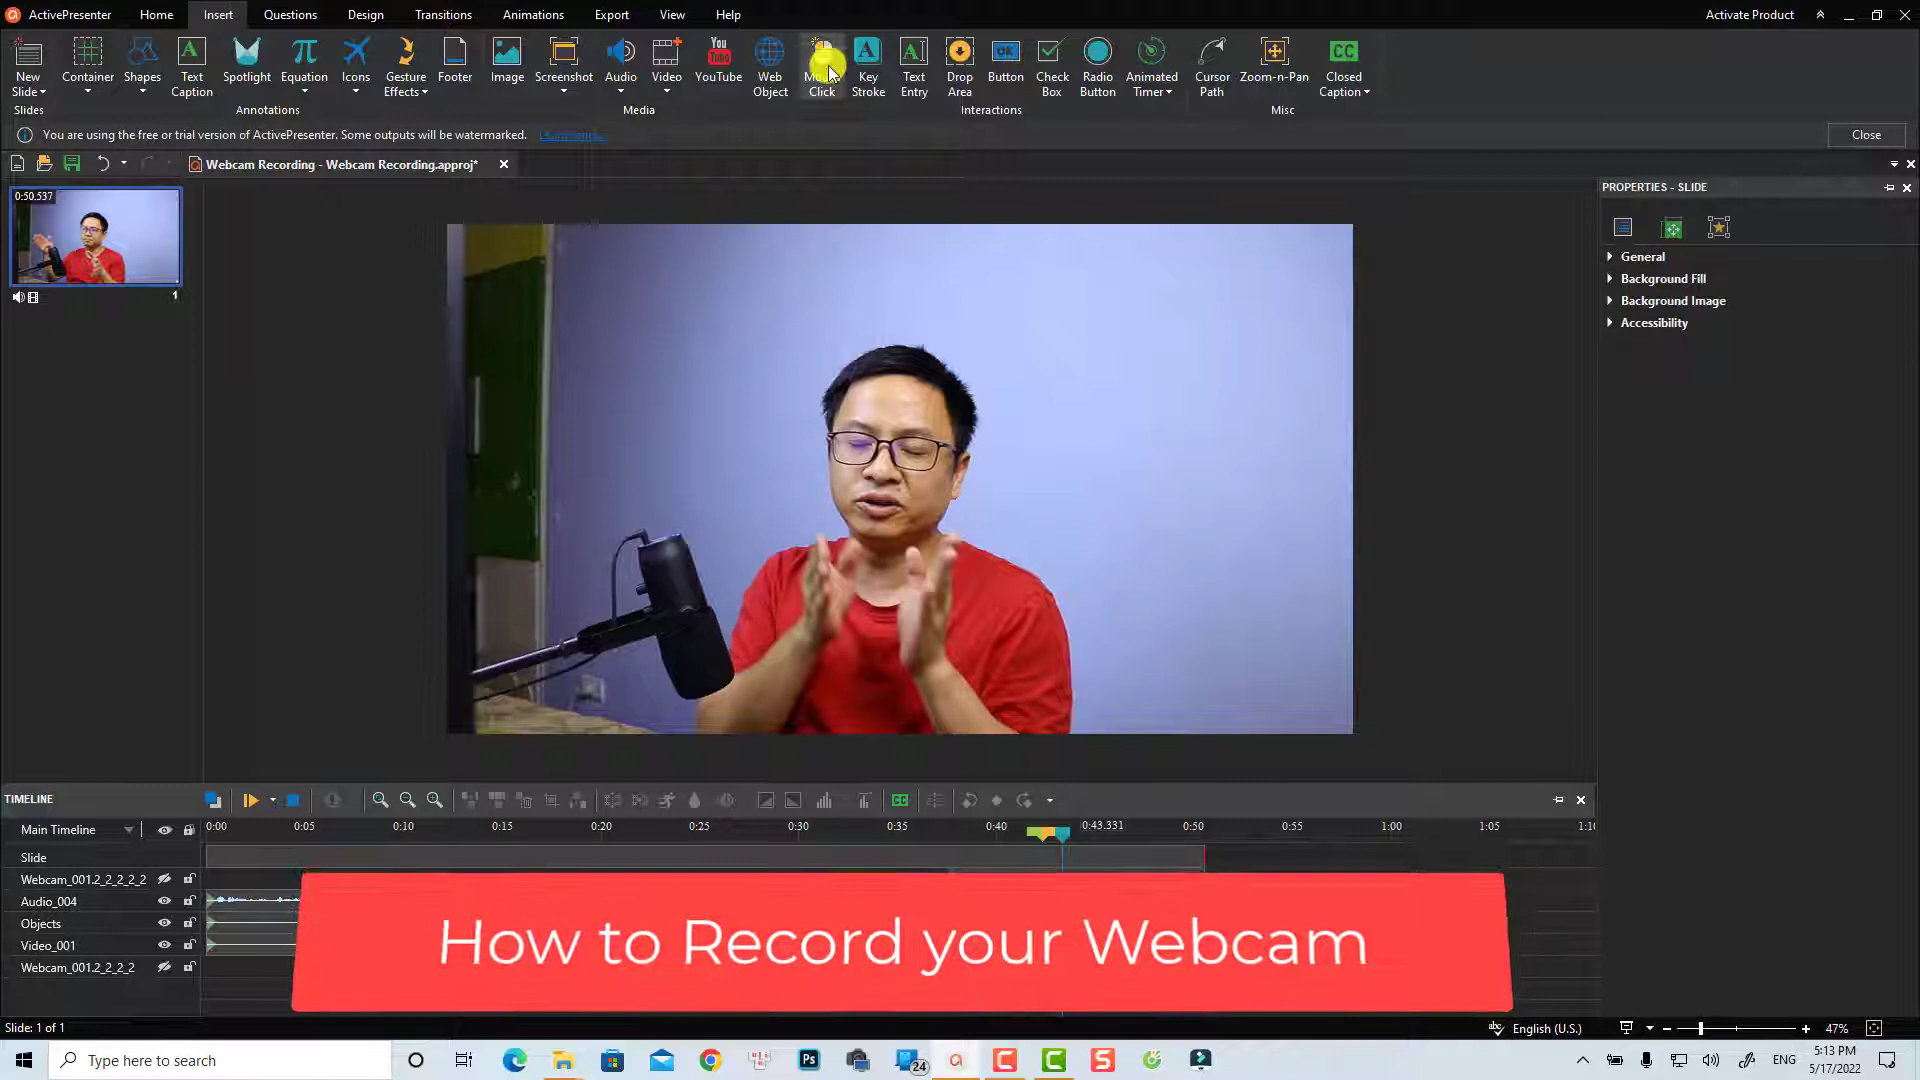 ActivePresenter Home Insert Questions Design Transitions Animations Export View Help Activate Product
New Slide Container Shapes Text Caption Spotlight Equation Icons Gesture Effects Footer Image Screenshot Audio Video YouTube Web Object Click Key Stroke Text Entry Drop Area Button Check Box Radio Button Animated Timer Cursor Path Zoom-n-Pan Closed Caption
Slides Annotations Media Interactions Misc
You are using the free or trial version of ActivePresenter. Some outputs will be watermarked. Close
Webcam Recording - Webcam Recording.approj*
PROPERTIES - SLIDE
0:50.537
1
General
Background Fill
Background Image
Accessibility
TIMELINE
CC
Main Timeline 0:00 0:05 0:10 0:15 0:20 0:25 0:30 0:35 0:40 0:43.331 0:50 0:55 1:00 1:05 1:10
Slide
Webcam_001.2_2_2_2_2
Audio_004
Objects
Video_001
Webcam_001.2_2_2_2
How to Record your Webcam
Slide: 1 of 1 English (U.S.) 47%
Type here to search Ps 24 ENG 5:13 PM
5/17/2022